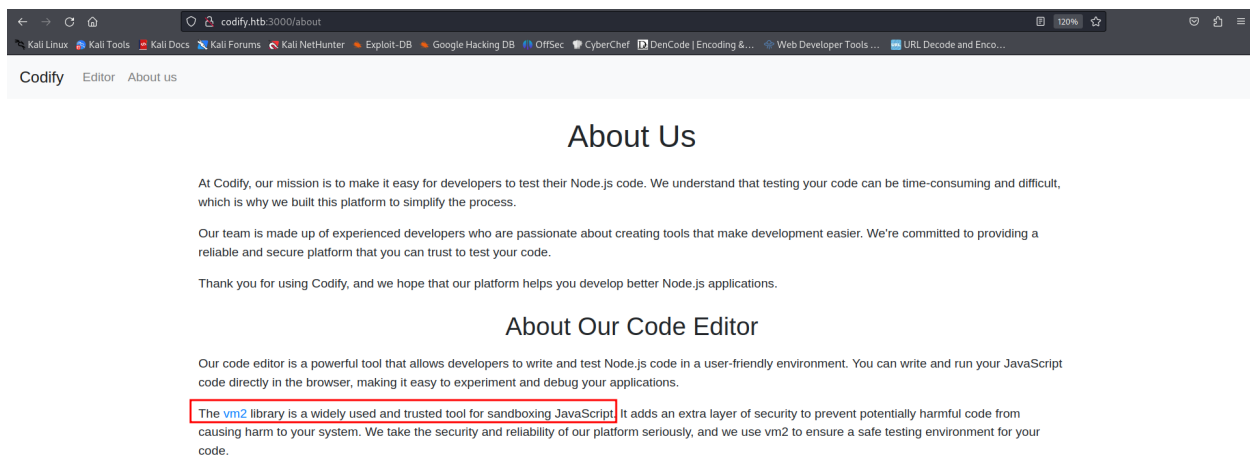 codify.htb:3000/about
120%
Kali Linux Kali Tools Kali Docs Kali Forums Kali NetHunter Exploit-DB Google Hacking DB OffSec CyberChef DenCode | Encoding &... Web Developer Tools ... URL Decode and Enco...
Codify Editor About us
About Us
At Codify, our mission is to make it easy for developers to test their Node.js code. We understand that testing your code can be time-consuming and difficult,
which is why we built this platform to simplify the process.
Our team is made up of experienced developers who are passionate about creating tools that make development easier. We're committed to providing a
reliable and secure platform that you can trust to test your code.
Thank you for using Codify, and we hope that our platform helps you develop better Node.js applications.
About Our Code Editor
Our code editor is a powerful tool that allows developers to write and test Node.js code in a user-friendly environment. You can write and run your JavaScript
code directly in the browser, making it easy to experiment and debug your applications.
The vm2 library is a widely used and trusted tool for sandboxing JavaScript. It adds an extra layer of security to prevent potentially harmful code from
causing harm to your system. We take the security and reliability of our platform seriously, and we use vm2 to ensure a safe testing environment for your
code.